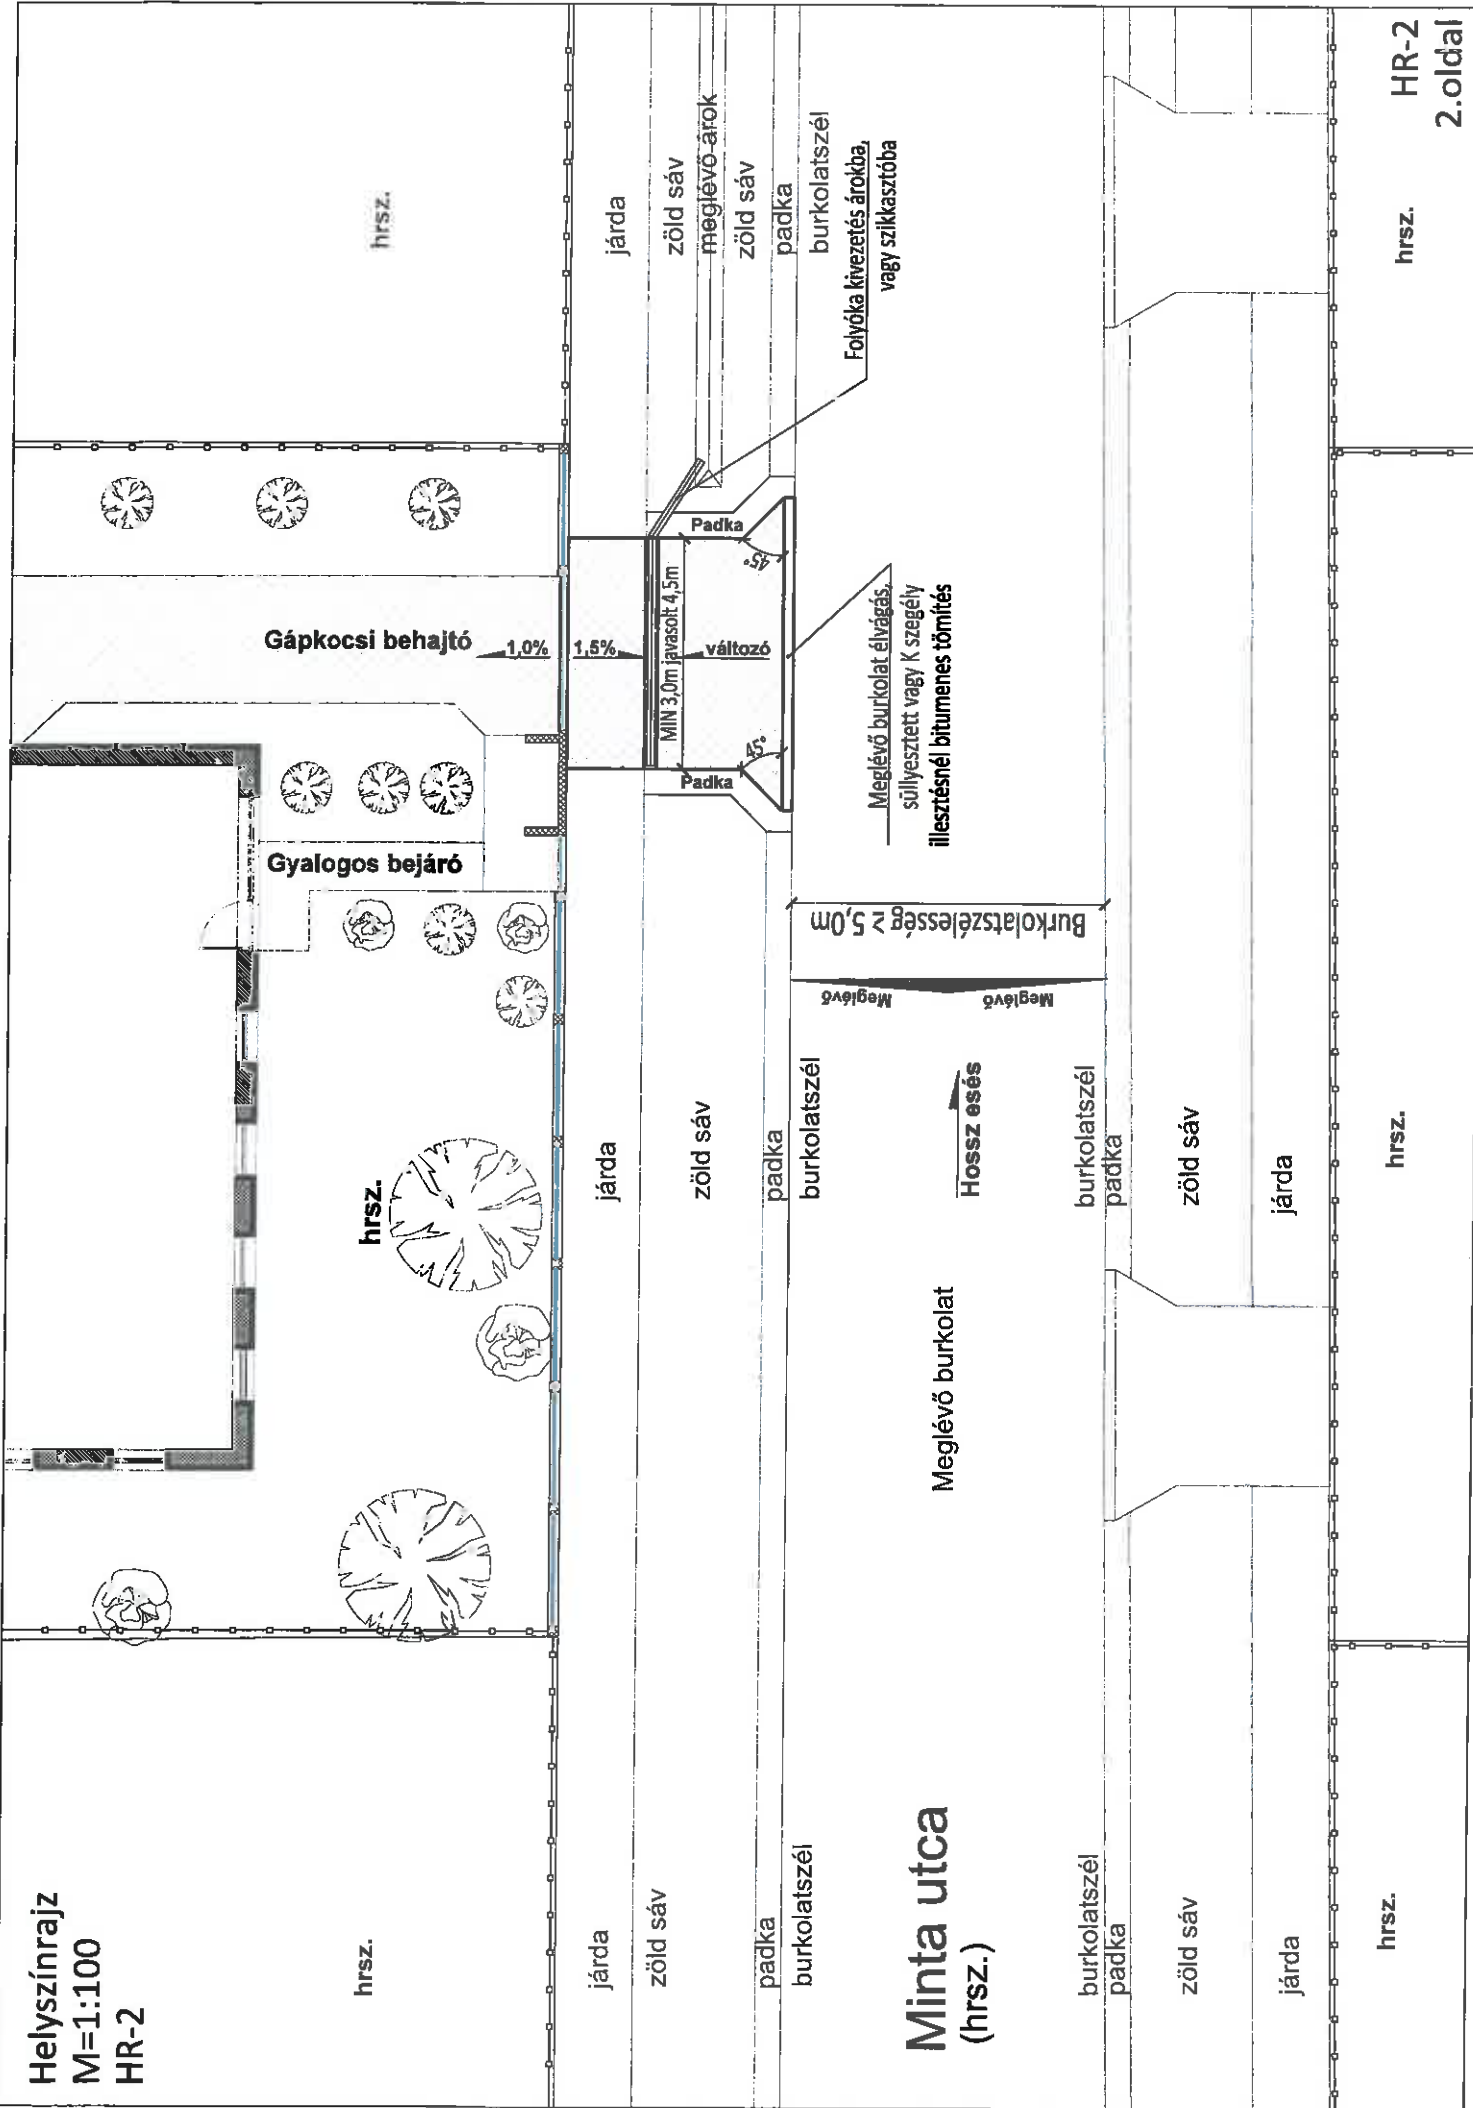 Helyszínrajz
M=1:100
HR-2
hrsz.
hrsz.
hrsz.
Gyalogos bejáró
Gápkocsi behajtó
1,0%
1,5%
MIN 3,0m javasolt 4,5m
változó
Padka
Padka
45°
45°
járda
zöld sáv
padka
burkolatszél
járda
zöld sáv
padka
burkolatszél
járda
zöld sáv
meglévő árok
zöld sáv
padka
burkolatszél
Folyóka kivezetés árokba,
vagy szikkasztóba
Meglévő burkolat élvágás,
süllyesztett vagy K szegély
illesztésnél bitumenes tömítés
Burkolatszélesség ≥ 5,0m
Meglévő
Meglévő
Hossz esés
Meglévő burkolat
Minta utca
(hrsz.)
burkolatszél
padka
zöld sáv
járda
burkolatszél
padka
zöld sáv
járda
hrsz.
hrsz.
hrsz.
HR-2
2.oldal